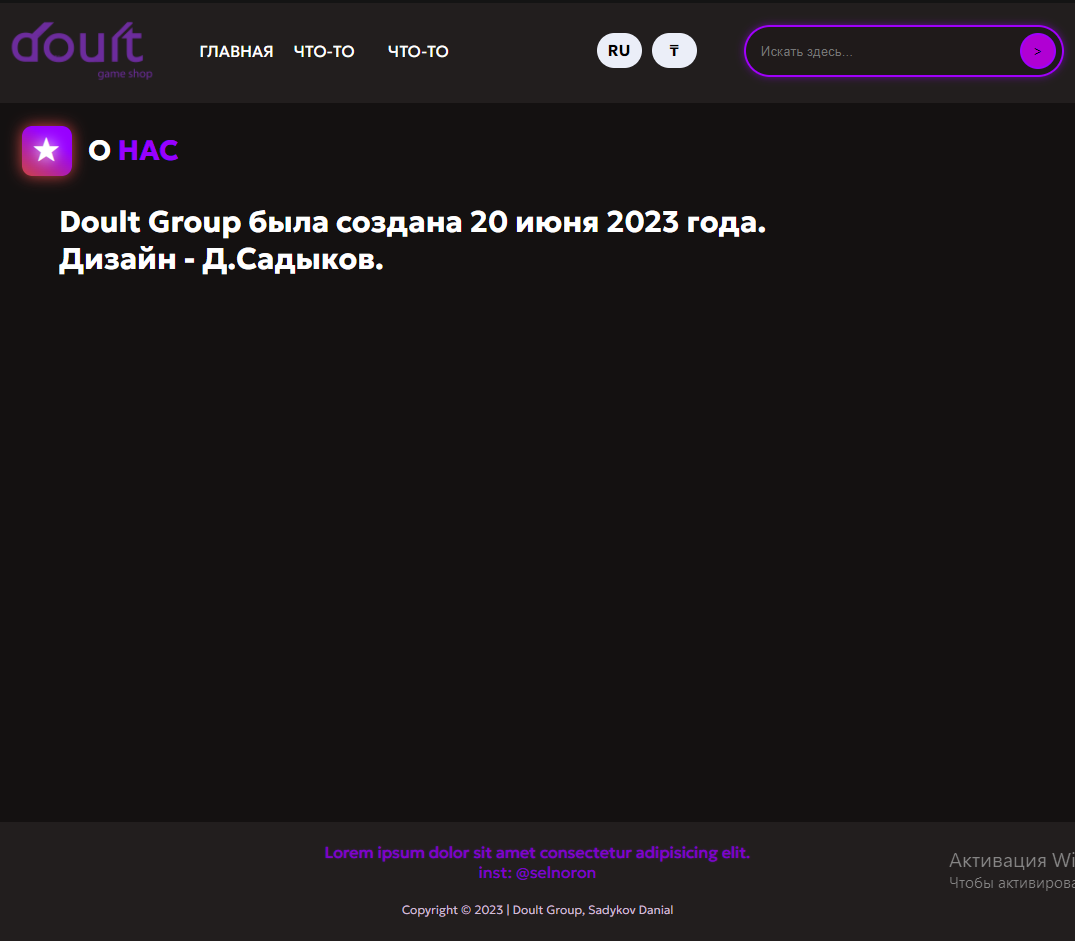 doult
game shop
ГЛАВНАЯ ЧТО-ТО ЧТО-ТО RU ₸ Искать здесь... >
О НАС
Doult Group была создана 20 июня 2023 года.
Дизайн - Д.Садыков.
Lorem ipsum dolor sit amet consectetur adipisicing elit.
inst: @selnoron
Copyright © 2023 | Doult Group, Sadykov Danial
Активация Wi
Чтобы активирова